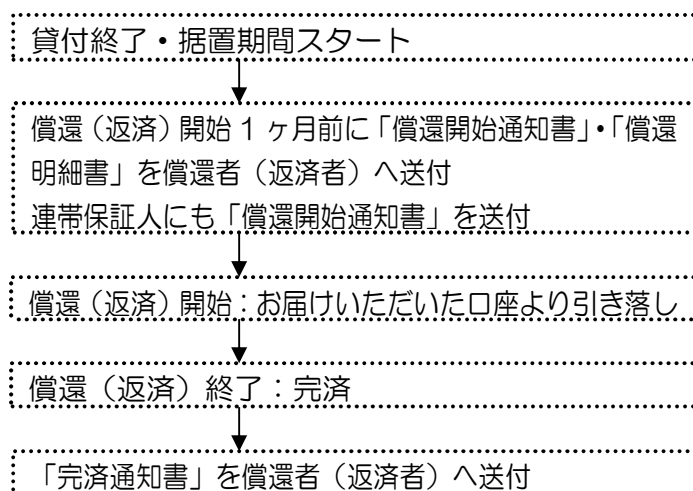 貸付終了・据置期間スタート
償還（返済）開始１ヶ月前に「償還開始通知書」・「償還
明細書」を償還者（返済者）へ送付
連帯保証人にも「償還開始通知書」を送付
償還（返済）開始：お届けいただいた口座より引き落し
償還（返済）終了：完済
「完済通知書」を償還者（返済者）へ送付